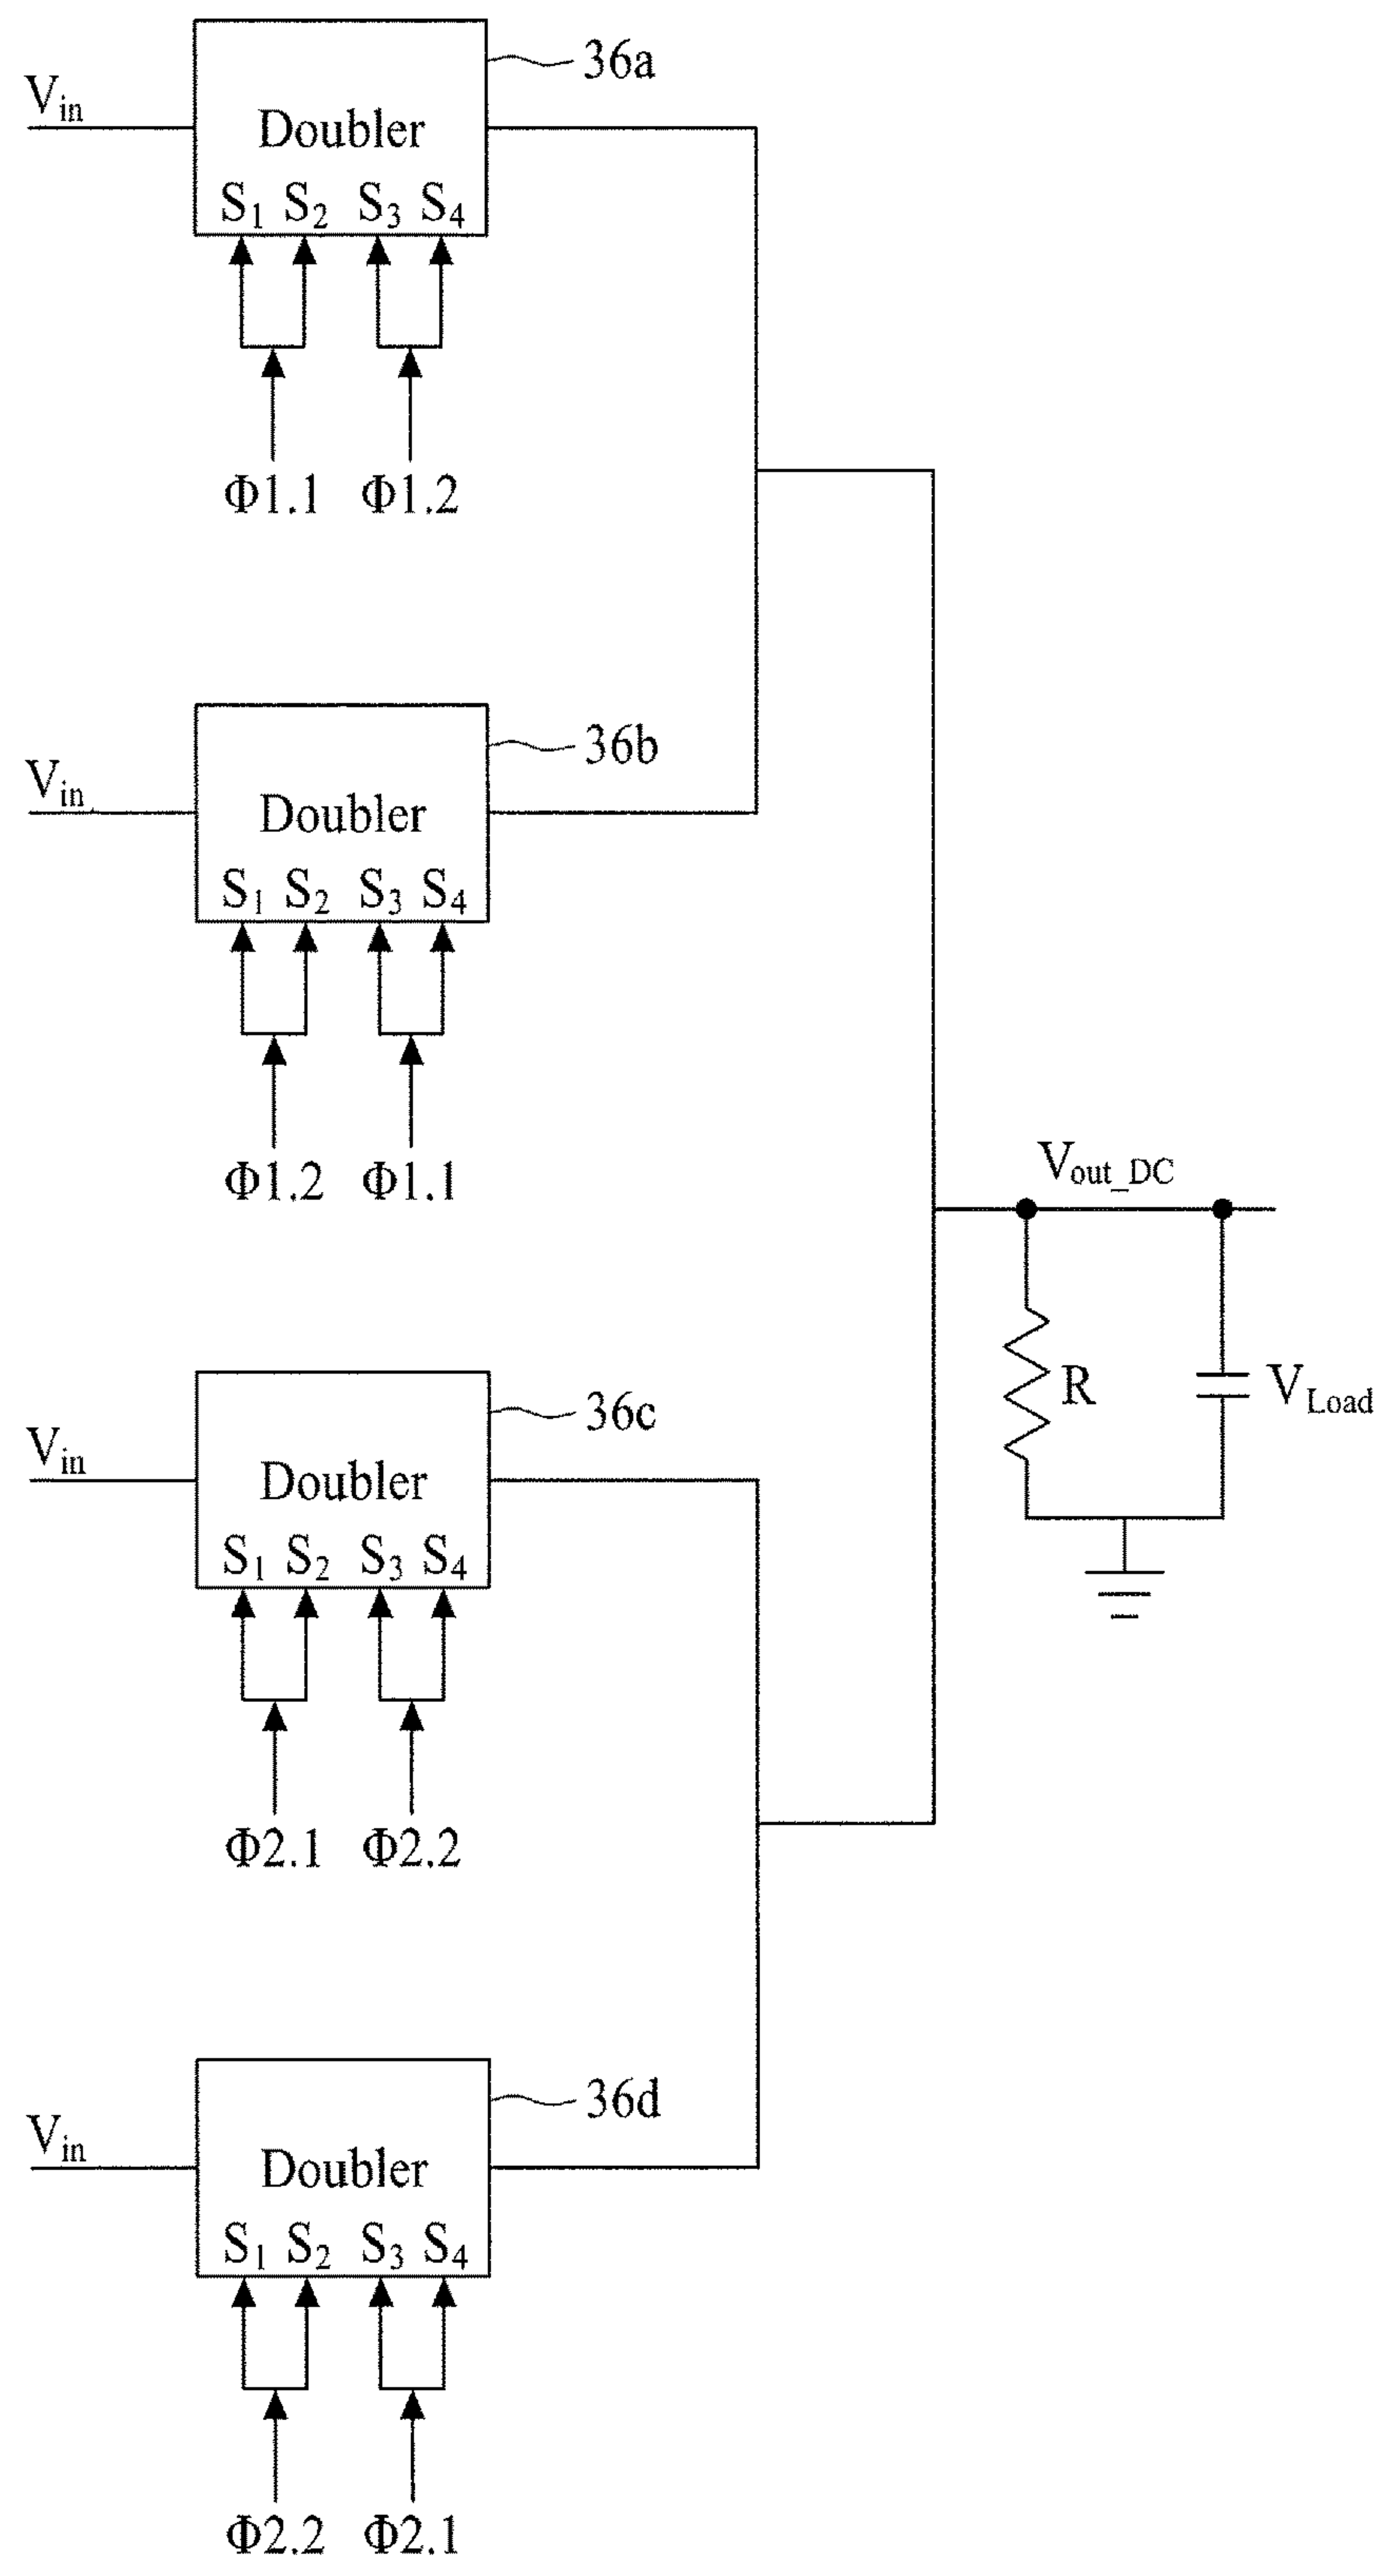 36a
Vin
Doubler
S1 S2 S3 S4
Φ1.1 Φ1.2
36b
Vin
Doubler
S1 S2 S3 S4
Φ1.2 Φ1.1
Vout_DC
R
VLoad
36c
Vin
Doubler
S1 S2 S3 S4
Φ2.1 Φ2.2
36d
Vin
Doubler
S1 S2 S3 S4
Φ2.2 Φ2.1